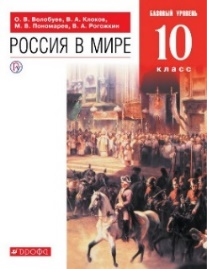 О. В. Волобуев, В. А. Клоков,
М. В. Пономарев, В. А. Рогожкин
БАЗОВЫЙ УРОВЕНЬ
РОССИЯ В МИРЕ
10
класс
дрофа